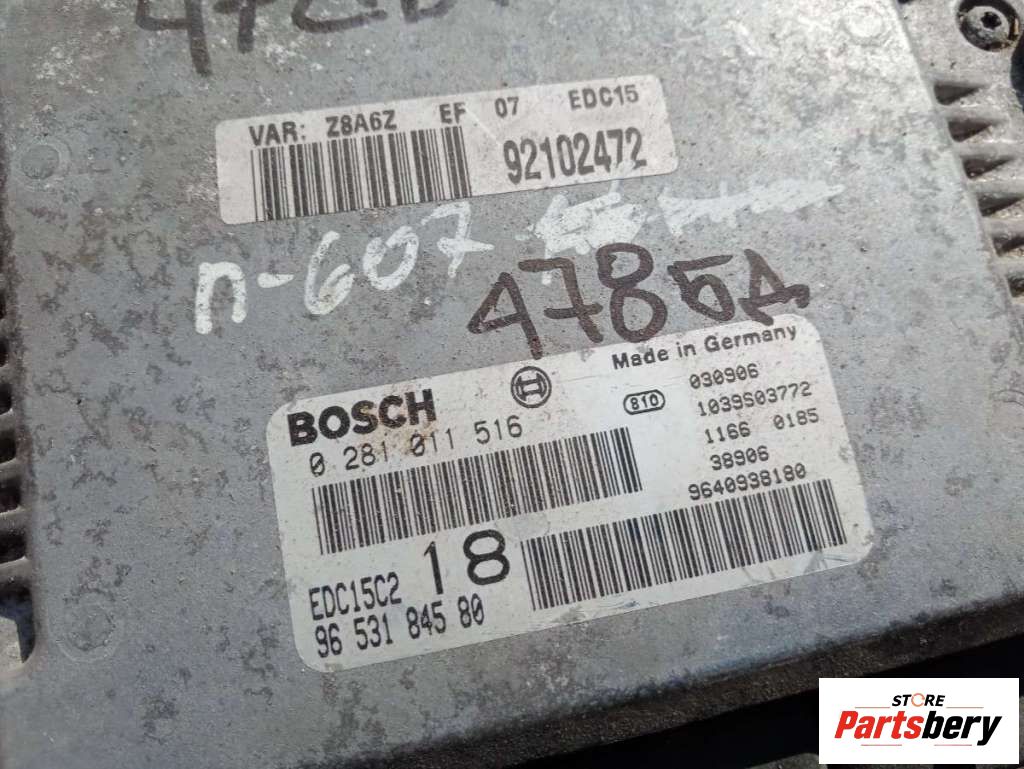 VAR: Z8A6Z EF 07 EDC15
92102472
n-607
4785A
Made in Germany
BOSCH
810
030906
0 281 011 516
1039S03772
1166 0185
38906
9640938180
EDC15C2 18
96 531 845 80
STORE
Partsbery